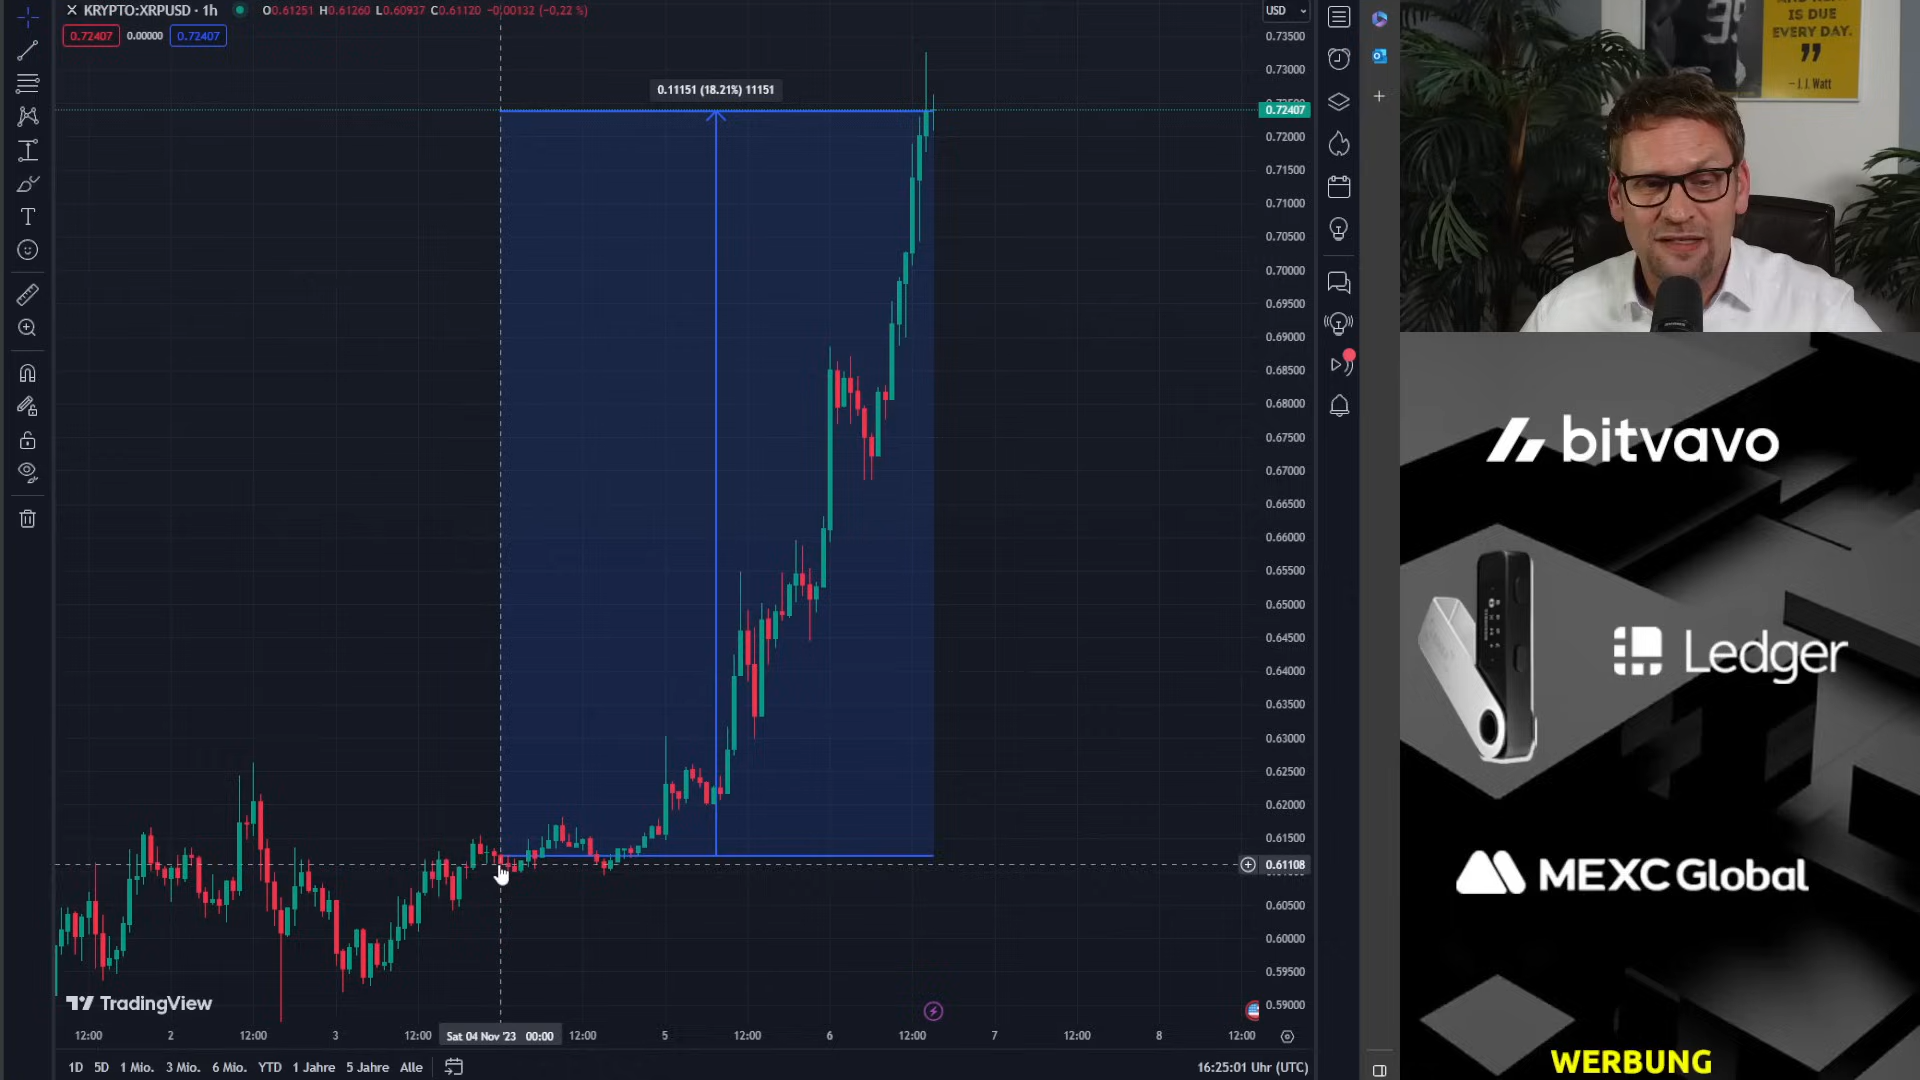 KRYPTO:XRPUSD · 1h
O0.61251 H0.61260 L0.60937 C0.61120 −0.00132 (−0,22 %)
0.72407 0.00000 0.72407
USD
0.73500
0.73000
0.72407
0.72000
0.71500
0.71000
0.70500
0.70000
0.69500
0.69000
0.68500
0.68000
0.67500
0.67000
0.66500
0.66000
0.65500
0.65000
0.64500
0.64000
0.63500
0.63000
0.62500
0.62000
0.61500
0.61108
0.60500
0.60000
0.59500
0.59000
0.11151 (18.21%) 11151
TradingView
12:00 2 12:00 3 12:00 Sat 04 Nov '23 00:00 12:00 5 12:00 6 12:00 7 12:00 8 12:00
1D 5D 1 Mio. 3 Mio. 6 Mio. YTD 1 Jahre 5 Jahre Alle
16:25:01 Uhr (UTC)
IS DUE
EVERY DAY.
”
— J.J. Watt
bitvavo
Ledger
MEXC Global
WERBUNG